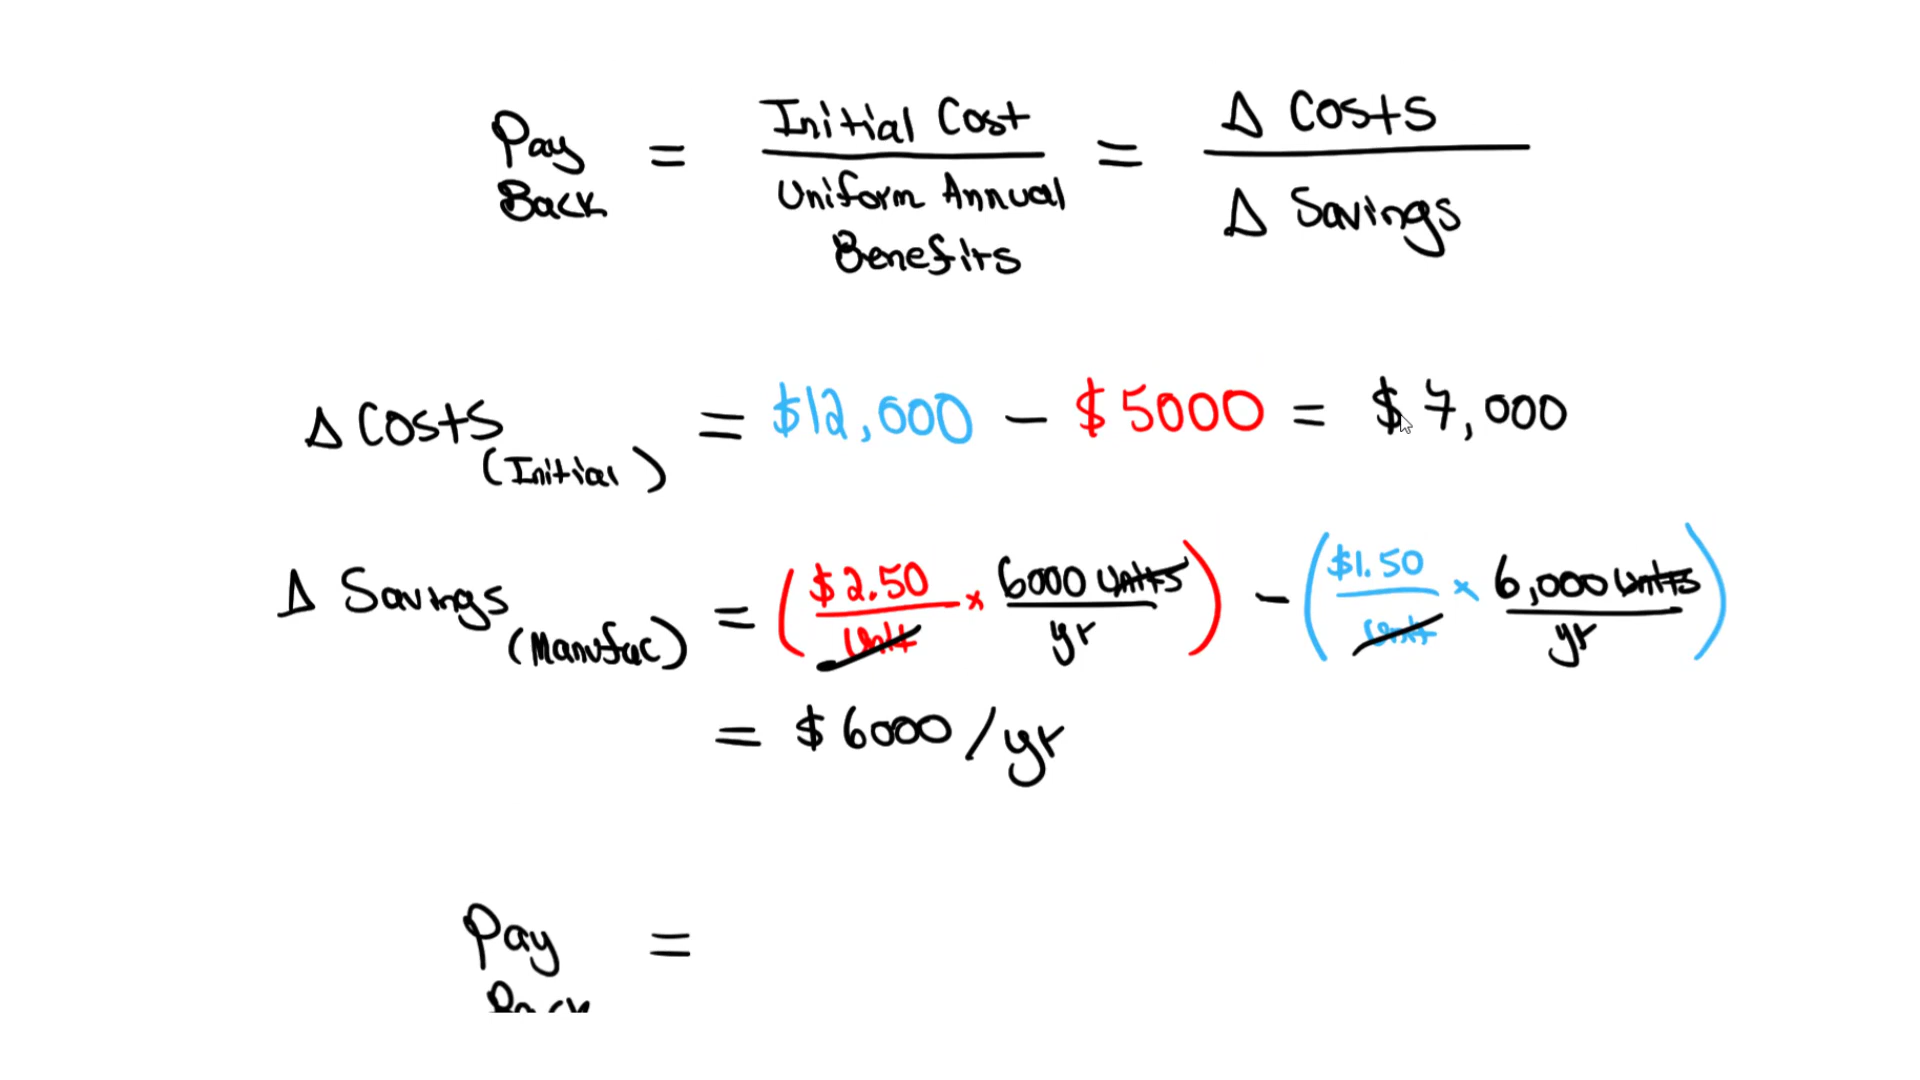 Pay Back = Initial Cost / Uniform Annual Benefits = Δ Costs / Δ Savings
Δ Costs (Initial) = $12,000 - $5000 = $7,000
Δ Savings (Manufac) = ($2.50 / Unit × 6000 Units / yr) - ($1.50 / Unit × 6,000 Units / yr)
= $6000 / yr
Pay Back =